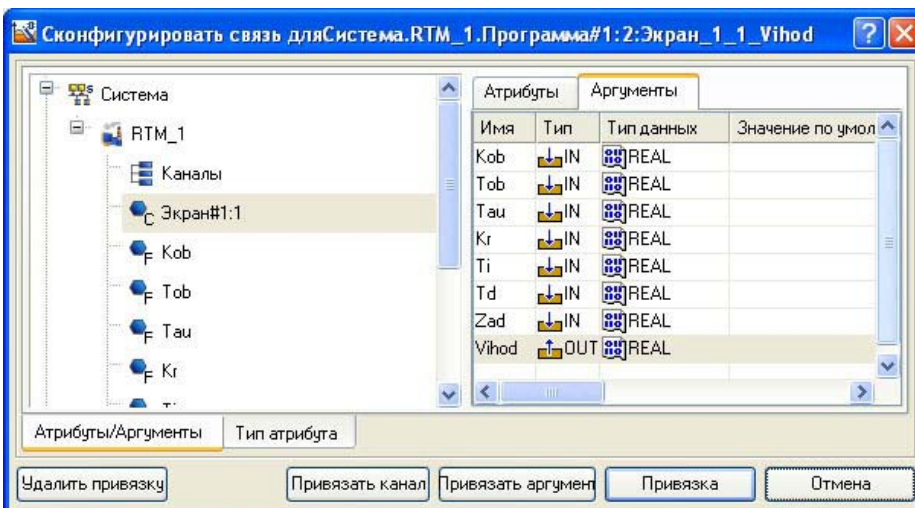 Сконфигурировать связь дляСистема.RTM_1.Программа#1:2:Экран_1_1_Vihod
Система
RTM_1
Каналы
C Экран#1:1
F Kob
F Tob
F Tau
F Kr
Атрибуты Аргументы
Имя Тип Тип данных Значение по умол
Kob IN REAL
Tob IN REAL
Tau IN REAL
Kr IN REAL
Ti IN REAL
Td IN REAL
Zad IN REAL
Vihod OUT REAL
Атрибуты/Аргументы Тип атрибута
Удалить привязку Привязать канал Привязать аргумент Привязка Отмена